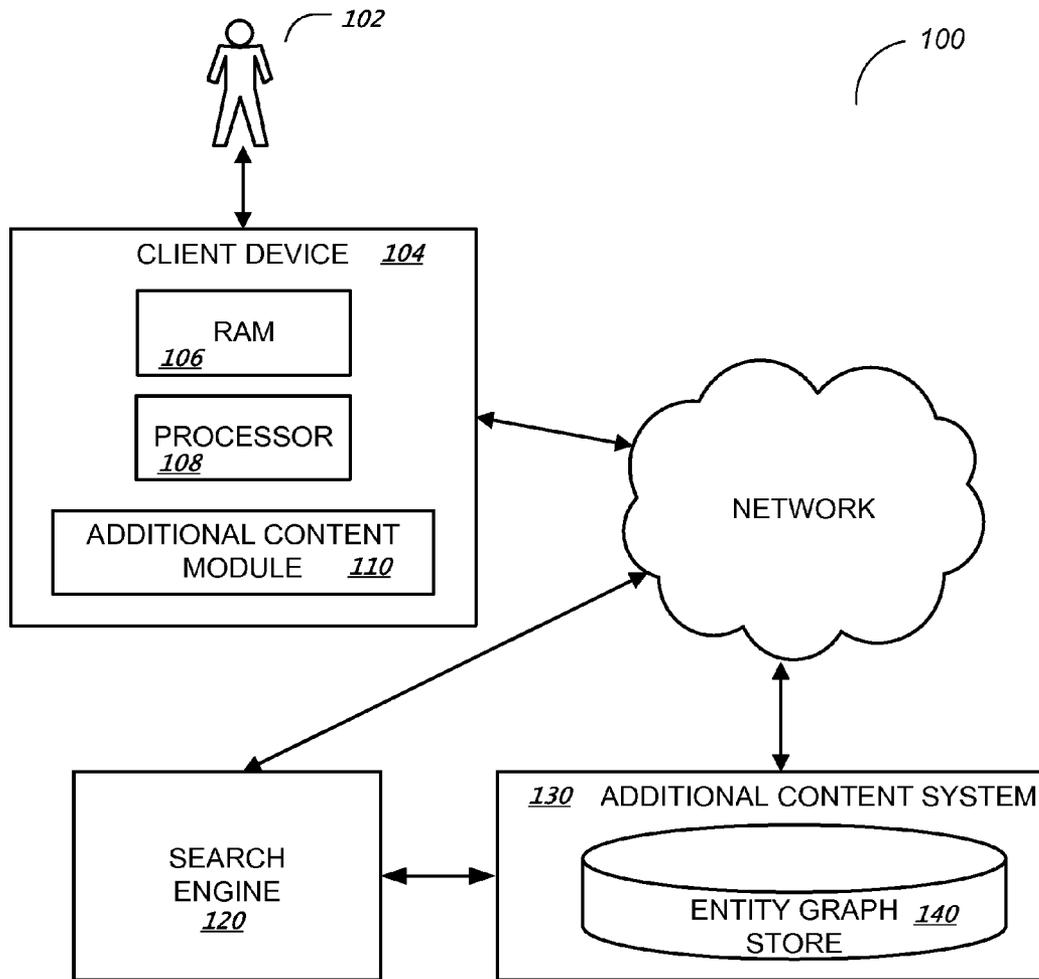 102
100
CLIENT DEVICE 104
RAM
106
PROCESSOR
108
ADDITIONAL CONTENT
MODULE 110
NETWORK
SEARCH
ENGINE
120
130 ADDITIONAL CONTENT SYSTEM
ENTITY GRAPH 140
STORE